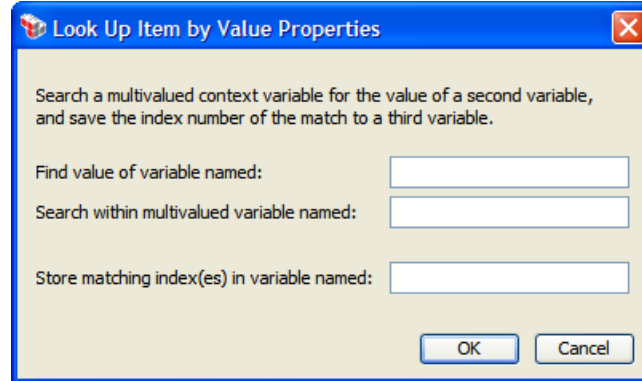 Look Up Item by Value Properties
Search a multivalued context variable for the value of a second variable,
and save the index number of the match to a third variable.
Find value of variable named:
Search within multivalued variable named:
Store matching index(es) in variable named:
OK Cancel